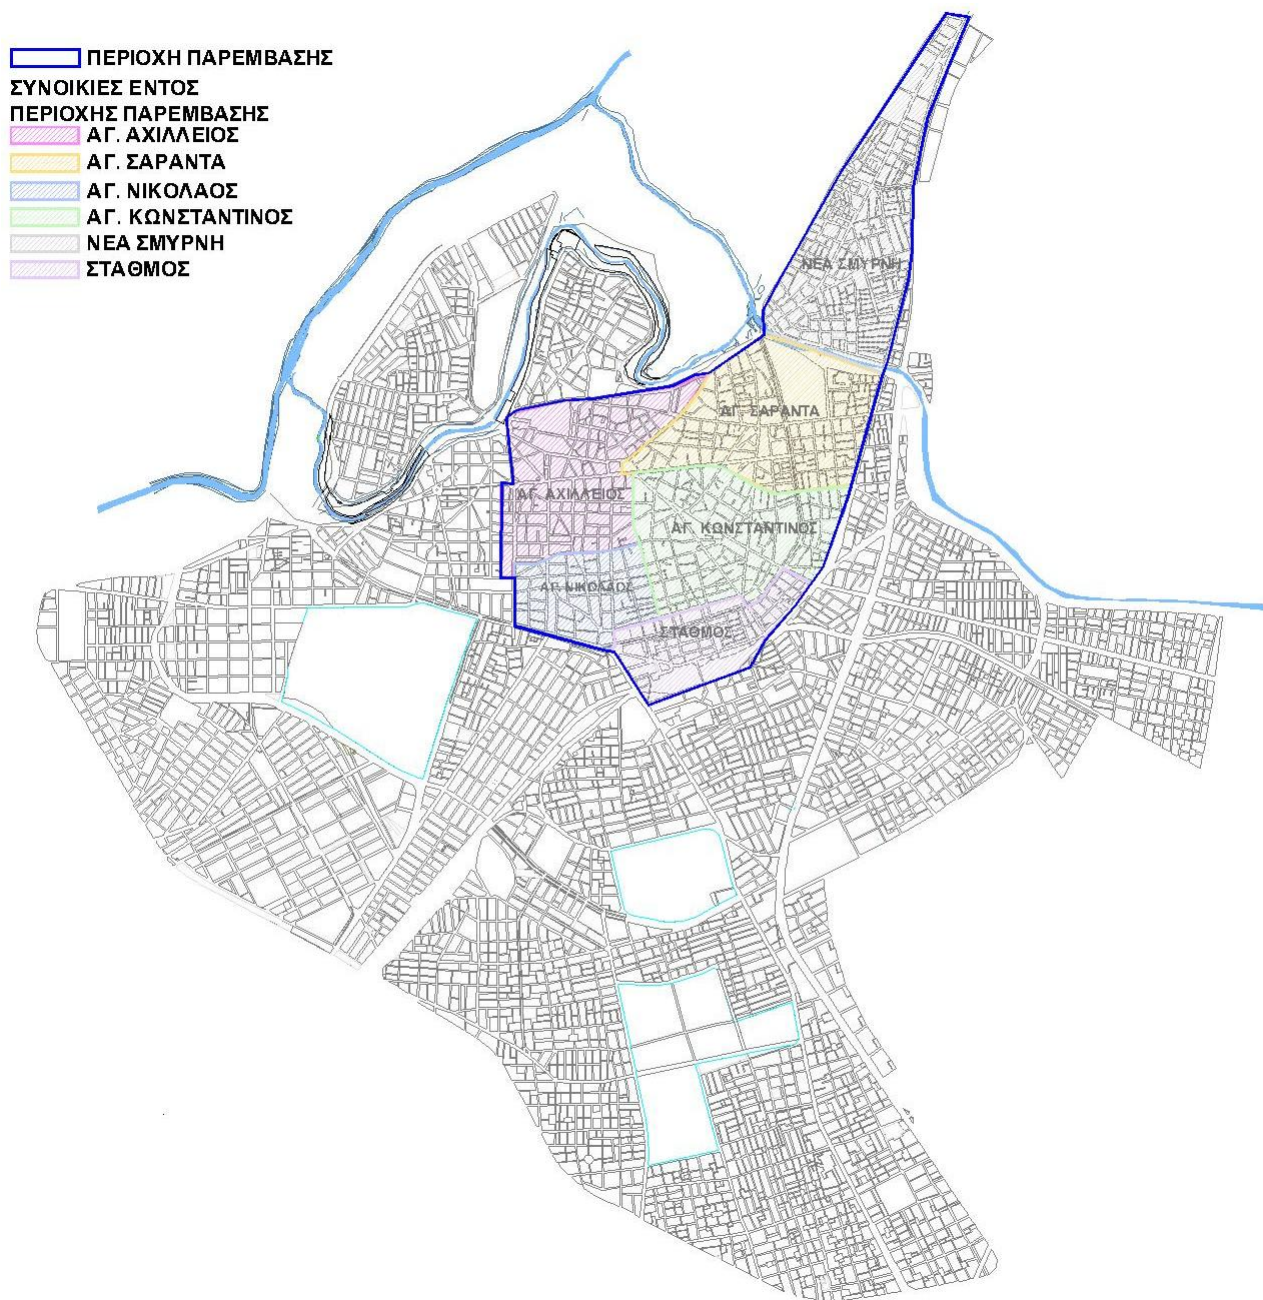 ΠΕΡΙΟΧΗ ΠΑΡΕΜΒΑΣΗΣ
ΣΥΝΟΙΚΙΕΣ ΕΝΤΟΣ
ΠΕΡΙΟΧΗΣ ΠΑΡΕΜΒΑΣΗΣ
ΑΓ. ΑΧΙΛΛΕΙΟΣ
ΑΓ. ΣΑΡΑΝΤΑ
ΑΓ. ΝΙΚΟΛΑΟΣ
ΑΓ. ΚΩΝΣΤΑΝΤΙΝΟΣ
ΝΕΑ ΣΜΥΡΝΗ
ΣΤΑΘΜΟΣ
ΝΕΑ ΣΜΥΡΝΗ
ΑΓ. ΣΑΡΑΝΤΑ
ΑΓ. ΑΧΙΛΛΕΙΟΣ
ΑΓ. ΚΩΝΣΤΑΝΤΙΝΟΣ
ΑΓ. ΝΙΚΟΛΑΟΣ
ΣΤΑΘΜΟΣ